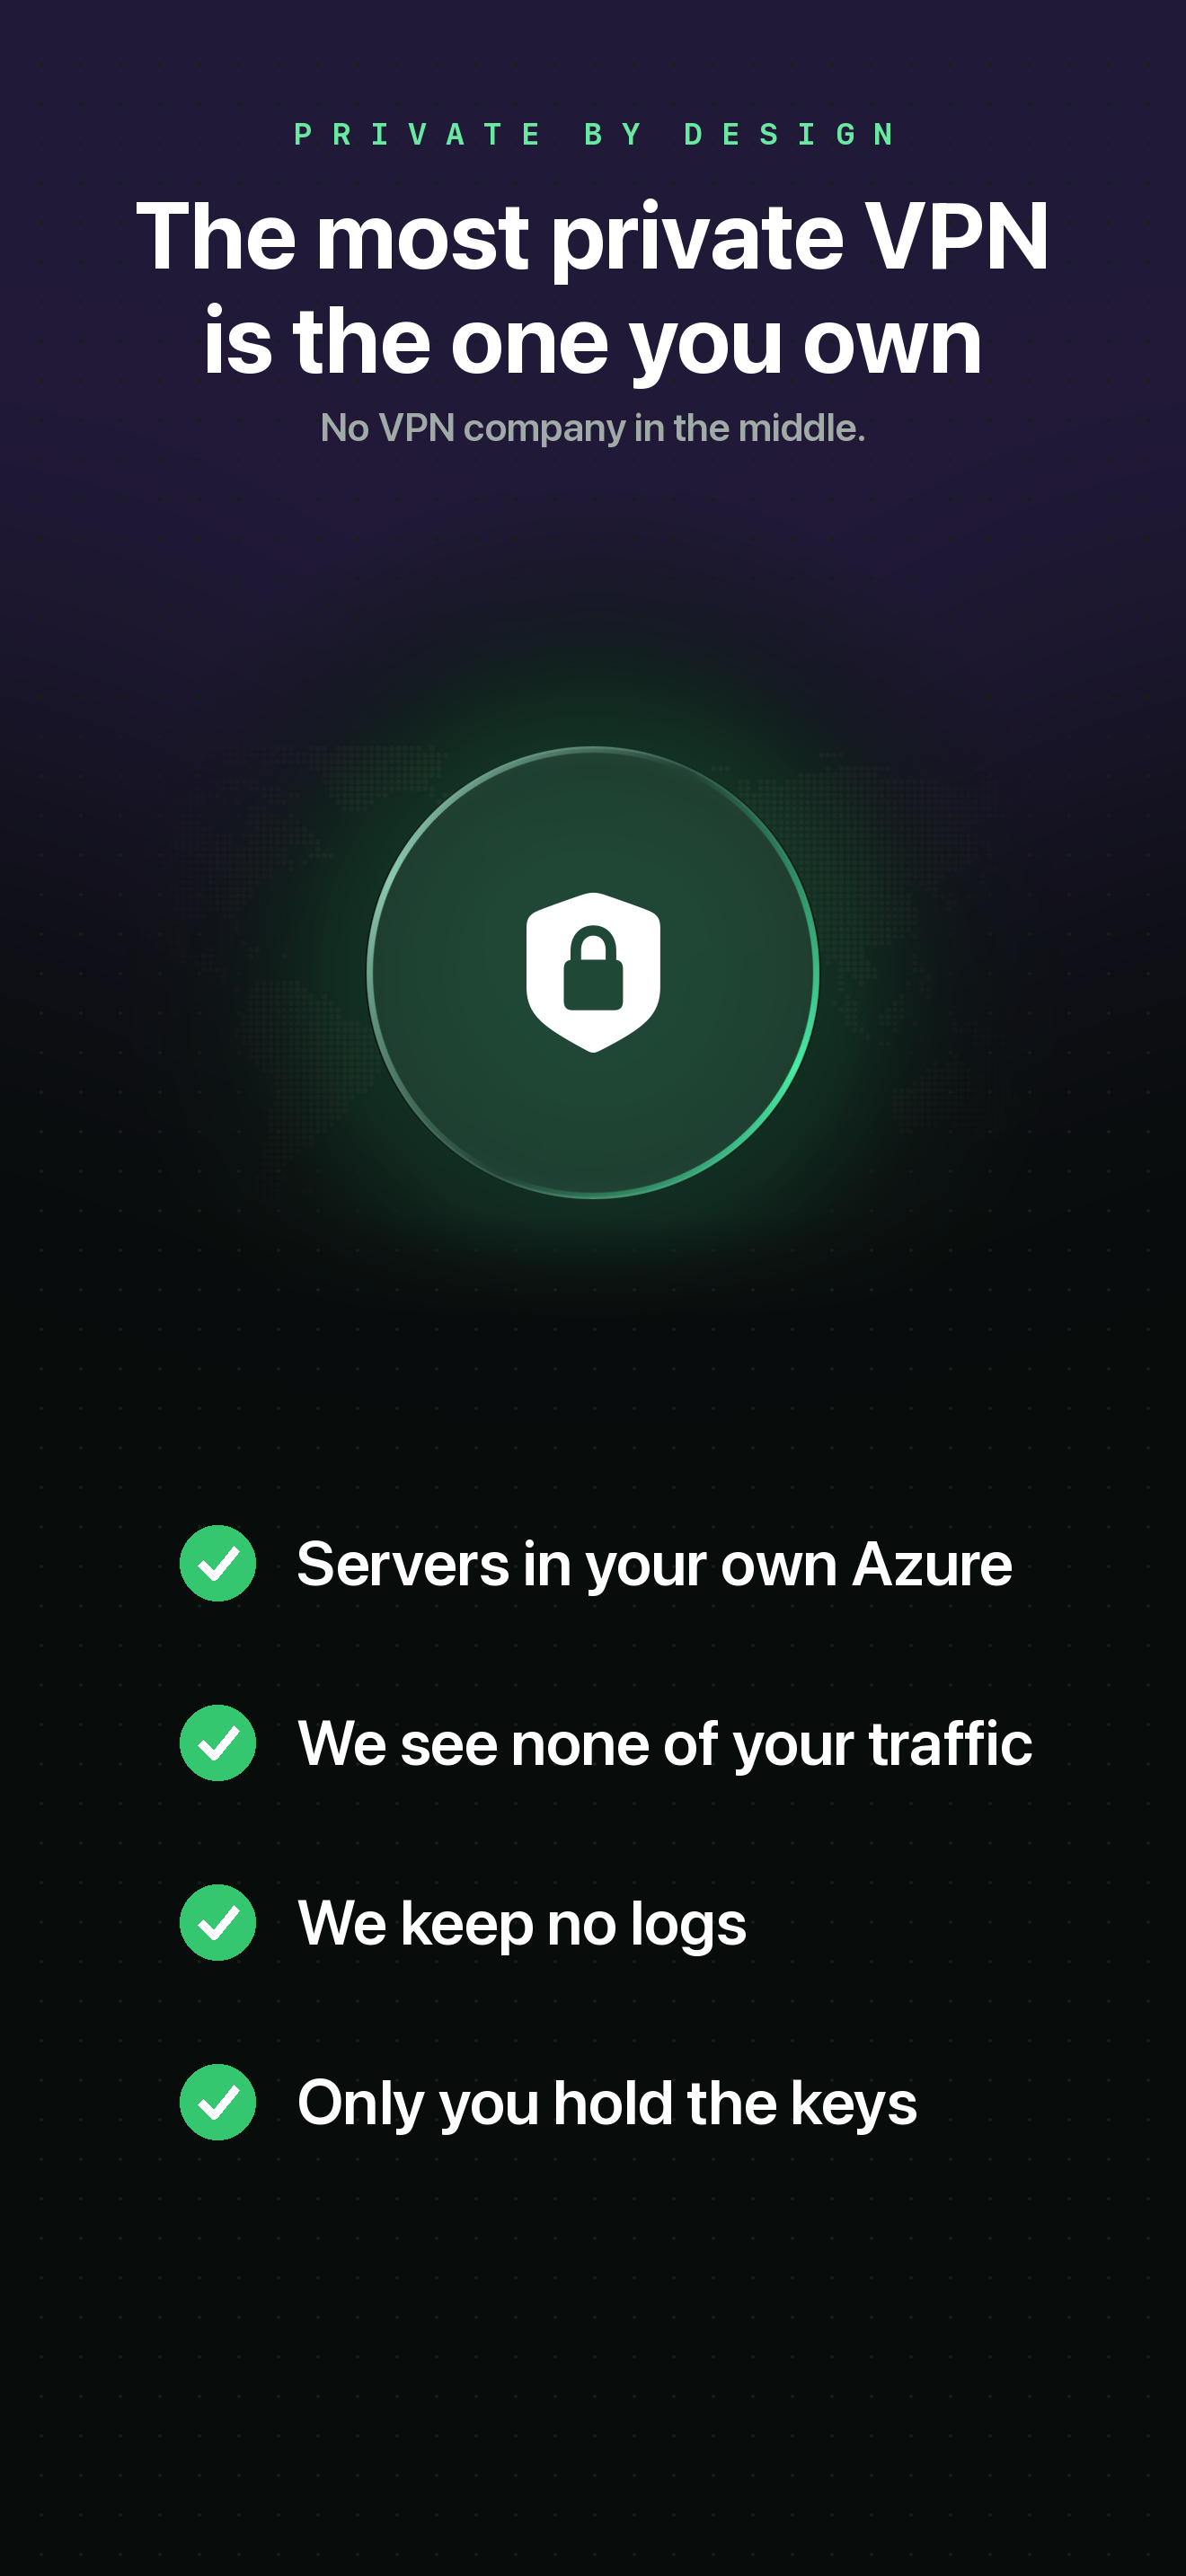 PRIVATE BY DESIGN
The most private VPN
is the one you own
No VPN company in the middle.
Servers in your own Azure
We see none of your traffic
We keep no logs
Only you hold the keys